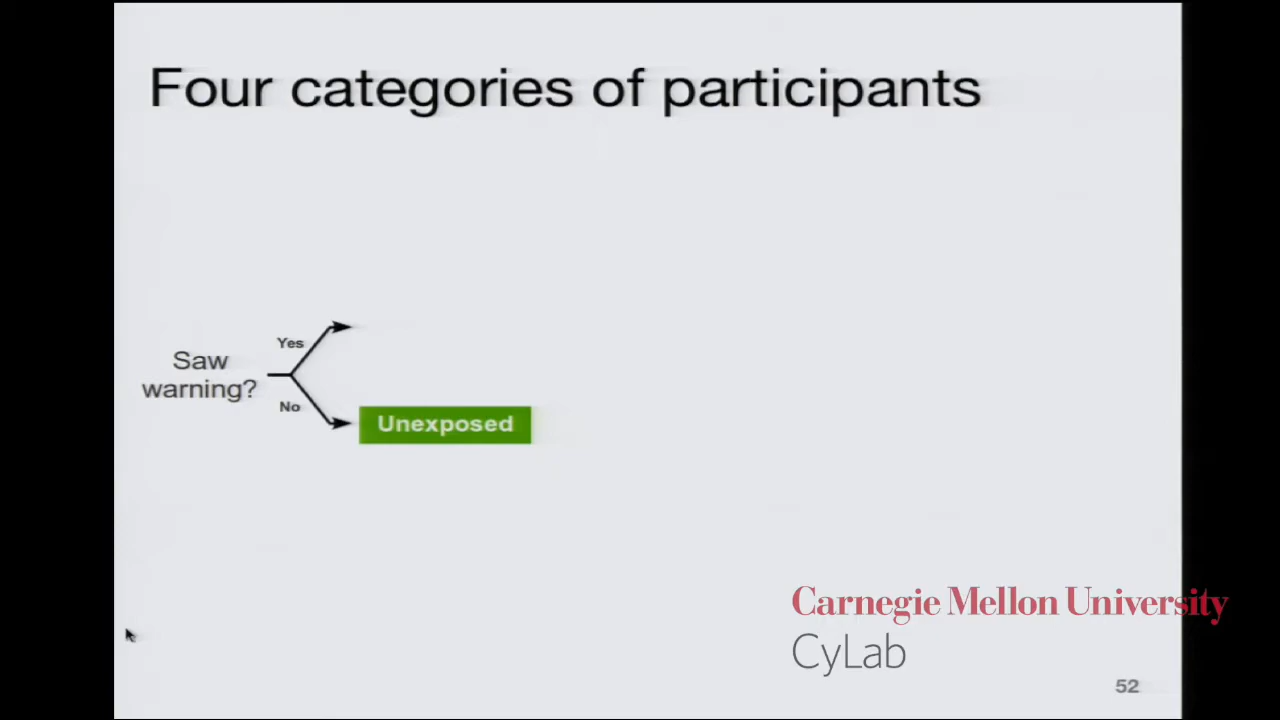 Four categories of participants
Yes
Saw
warning?
No
Unexposed
Carnegie Mellon University
CyLab
52